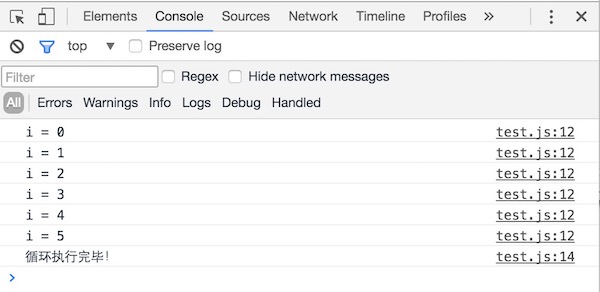 Elements Console Sources Network Timeline Profiles »
top ▼ Preserve log
Filter Regex Hide network messages
All Errors Warnings Info Logs Debug Handled
i = 0 test.js:12
i = 1 test.js:12
i = 2 test.js:12
i = 3 test.js:12
i = 4 test.js:12
i = 5 test.js:12
循环执行完毕! test.js:14
>